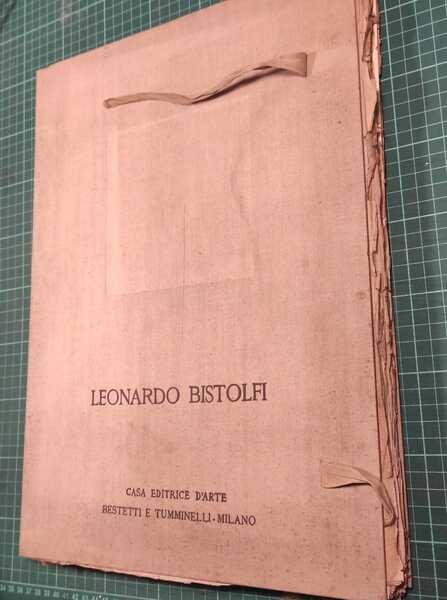 LEONARDO BISTOLFI
CASA EDITRICE D'ARTE
BESTETTI E TUMMINELLI - MILANO